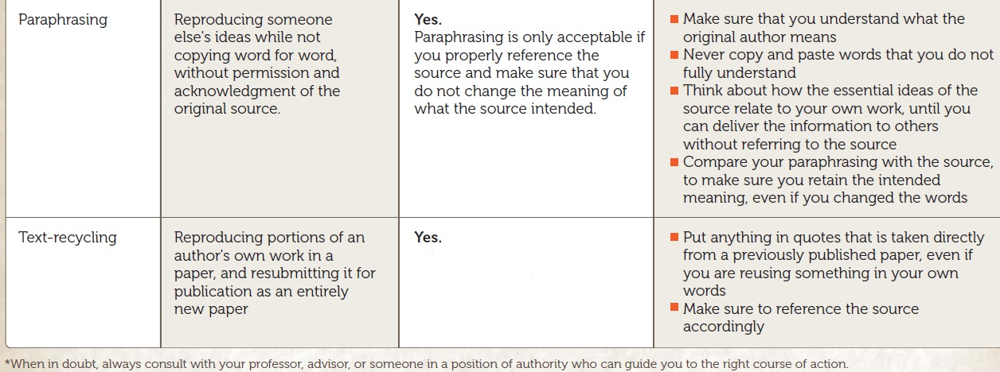 Paraphrasing
Reproducing someone
else's ideas while not
copying word for word,
without permission and
acknowledgment of the
original source.
Yes.
Paraphrasing is only acceptable if
you properly reference the
source and make sure that you
do not change the meaning of
what the source intended.
Make sure that you understand what the
original author means
Never copy and paste words that you do not
fully understand
Think about how the essential ideas of the
source relate to your own work, until you
can deliver the information to others
without referring to the source
Compare your paraphrasing with the source,
to make sure you retain the intended
meaning, even if you changed the words
Text-recycling
Reproducing portions of an
author's own work in a
paper, and resubmitting it for
publication as an entirely
new paper
Yes.
Put anything in quotes that is taken directly
from a previously published paper, even if
you are reusing something in your own
words
Make sure to reference the source
accordingly
*When in doubt, always consult with your professor, advisor, or someone in a position of authority who can guide you to the right course of action.